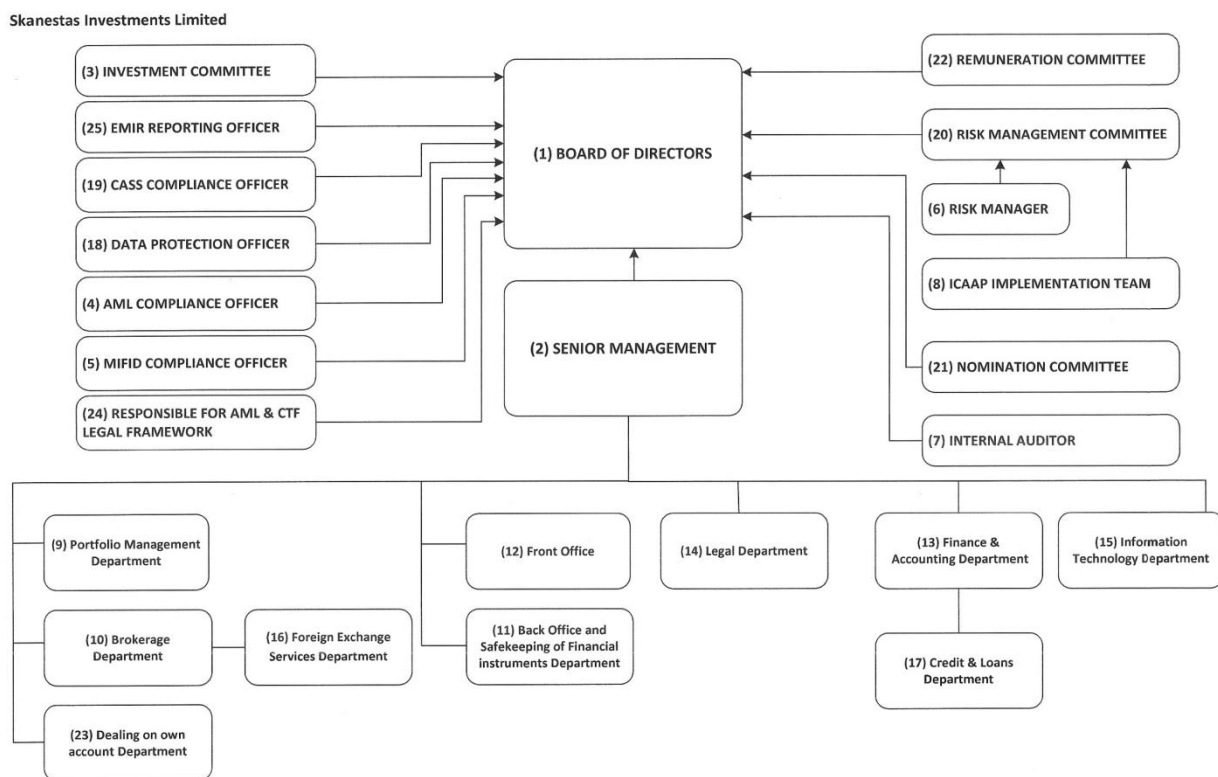 Skanestas Investments Limited
(3) INVESTMENT COMMITTEE
(25) EMIR REPORTING OFFICER
(19) CASS COMPLIANCE OFFICER
(18) DATA PROTECTION OFFICER
(4) AML COMPLIANCE OFFICER
(5) MIFID COMPLIANCE OFFICER
(24) RESPONSIBLE FOR AML & CTF
LEGAL FRAMEWORK
(1) BOARD OF DIRECTORS
(2) SENIOR MANAGEMENT
(22) REMUNERATION COMMITTEE
(20) RISK MANAGEMENT COMMITTEE
(6) RISK MANAGER
(8) ICAAP IMPLEMENTATION TEAM
(21) NOMINATION COMMITTEE
(7) INTERNAL AUDITOR
(9) Portfolio Management
Department
(10) Brokerage
Department
(16) Foreign Exchange
Services Department
(23) Dealing on own
account Department
(12) Front Office
(11) Back Office and
Safekeeping of Financial
instruments Department
(14) Legal Department
(13) Finance &
Accounting Department
(17) Credit & Loans
Department
(15) Information
Technology Department